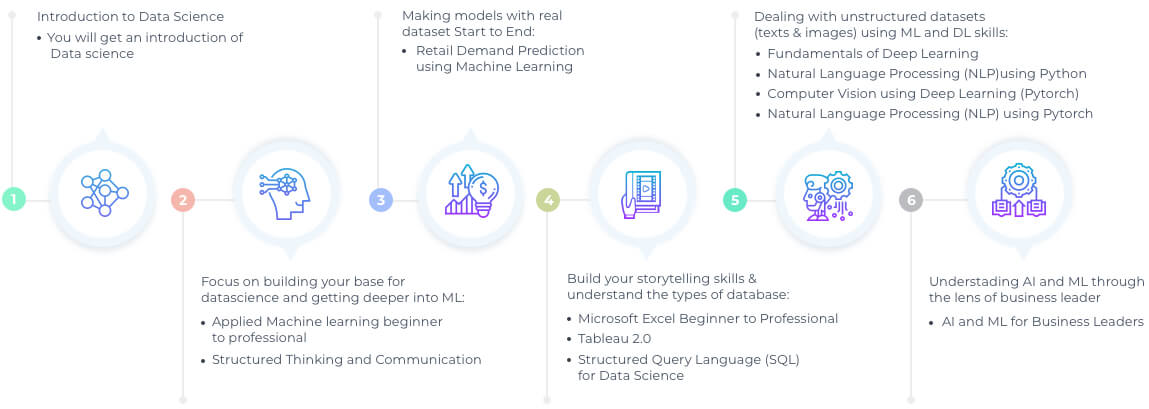 1
Introduction to Data Science
• You will get an introduction of
Data science
2
Focus on building your base for
datascience and getting deeper into ML:
• Applied Machine learning beginner
to professional
• Structured Thinking and Communication
3
Making models with real
dataset Start to End:
• Retail Demand Prediction
using Machine Learning
4
Build your storytelling skills &
understand the types of database:
• Microsoft Excel Beginner to Professional
• Tableau 2.0
• Structured Query Language (SQL)
for Data Science
5
Dealing with unstructured datasets
(texts & images) using ML and DL skills:
• Fundamentals of Deep Learning
• Natural Language Processing (NLP)using Python
• Computer Vision using Deep Learning (Pytorch)
• Natural Language Processing (NLP) using Pytorch
6
Understading AI and ML through
the lens of business leader
• AI and ML for Business Leaders